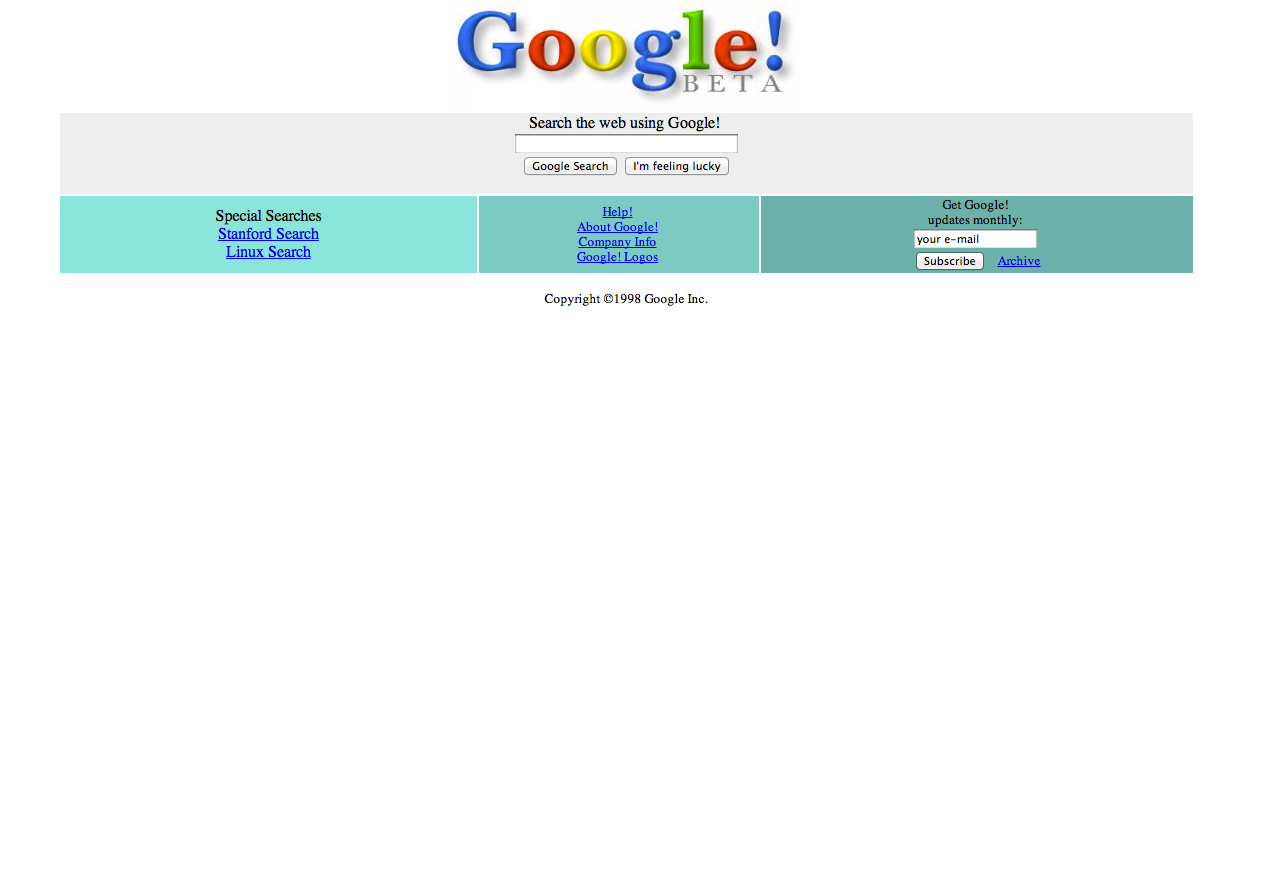 Google!
BETA
Search the web using Google!
Google Search I'm feeling lucky
Special Searches
Stanford Search
Linux Search
Help!
About Google!
Company Info
Google! Logos
Get Google!
updates monthly:
your e-mail
Subscribe Archive
Copyright ©1998 Google Inc.